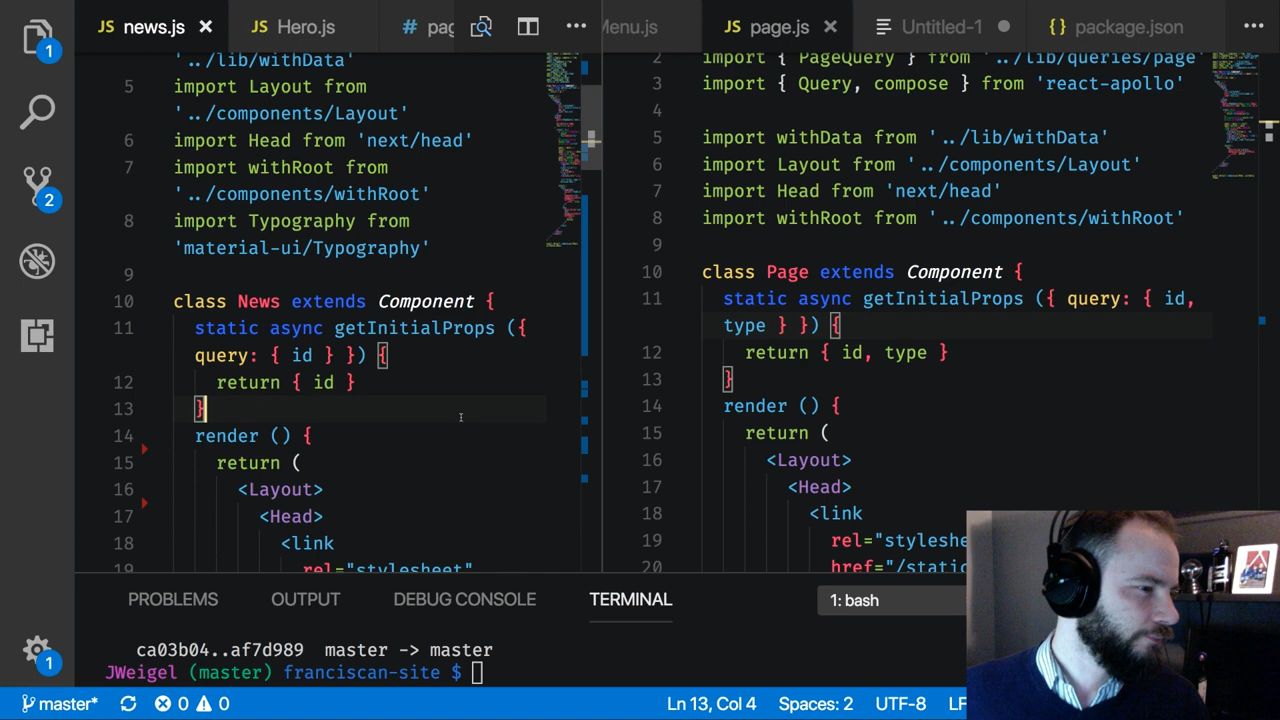 JS news.js ×
JS Hero.js
# pag
Menu.js
JS page.js ×
Untitled-1
{} package.json
'../lib/withData'
5 import Layout from
'../components/Layout'
6 import Head from 'next/head'
7 import withRoot from
'../components/withRoot'
8 import Typography from
'material-ui/Typography'
9
10 class News extends Component {
11 static async getInitialProps ({
query: { id } }) {
12 return { id }
13 }
14 render () {
15 return (
16 <Layout>
17 <Head>
18 <link
19 rel="stylesheet"
2 import { PageQuery } from '../lib/queries/page'
3 import { Query, compose } from 'react-apollo'
4
5 import withData from '../lib/withData'
6 import Layout from '../components/Layout'
7 import Head from 'next/head'
8 import withRoot from '../components/withRoot'
9
10 class Page extends Component {
11 static async getInitialProps ({ query: { id,
type } }) {
12 return { id, type }
13 }
14 render () {
15 return (
16 <Layout>
17 <Head>
18 <link
19 rel="styleshe
20 href="/static
1
2
1
PROBLEMS OUTPUT DEBUG CONSOLE TERMINAL 1: bash
ca03b04..af7d989 master -> master
JWeigel (master) franciscan-site $
master* 0 0 Ln 13, Col 4 Spaces: 2 UTF-8 LF